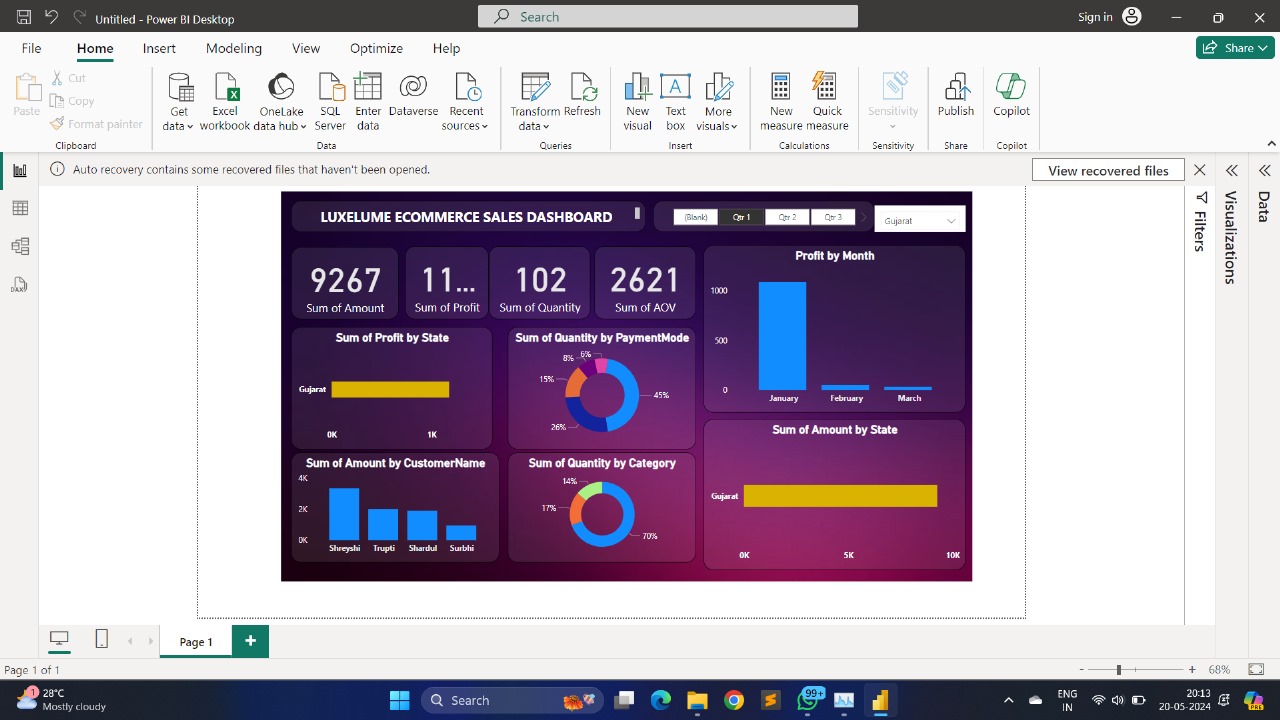 Untitled - Power BI Desktop
Search
Sign in
File Home Insert Modeling View Optimize Help
Share
Paste
Cut
Copy
Format painter
Clipboard
Get data
Excel workbook
OneLake data hub
SQL Server
Enter data
Dataverse
Recent sources
Data
Transform data
Refresh
Queries
New visual
Text box
More visuals
Insert
New measure
Quick measure
Calculations
Sensitivity
Sensitivity
Publish
Share
Copilot
Copilot
Auto recovery contains some recovered files that haven't been opened.
View recovered files
Filters
Visualizations
Data
LUXELUME ECOMMERCE SALES DASHBOARD
(Blank) Qtr 1 Qtr 2 Qtr 3
Gujarat
9267
Sum of Amount
11...
Sum of Profit
102
Sum of Quantity
2621
Sum of AOV
Profit by Month
1000
500
0
January February March
Sum of Profit by State
Gujarat
0K 1K
Sum of Quantity by PaymentMode
8% 6%
15%
45%
26%
Sum of Amount by State
Gujarat
0K 5K 10K
Sum of Amount by CustomerName
4K
2K
0K
Shreyshi Trupti Shardul Surbhi
Sum of Quantity by Category
14%
17%
70%
Page 1
+
Page 1 of 1
- + 68%
1
28°C
Mostly cloudy
Search
99+
ENG
IN
20:13
20-05-2024
PRE